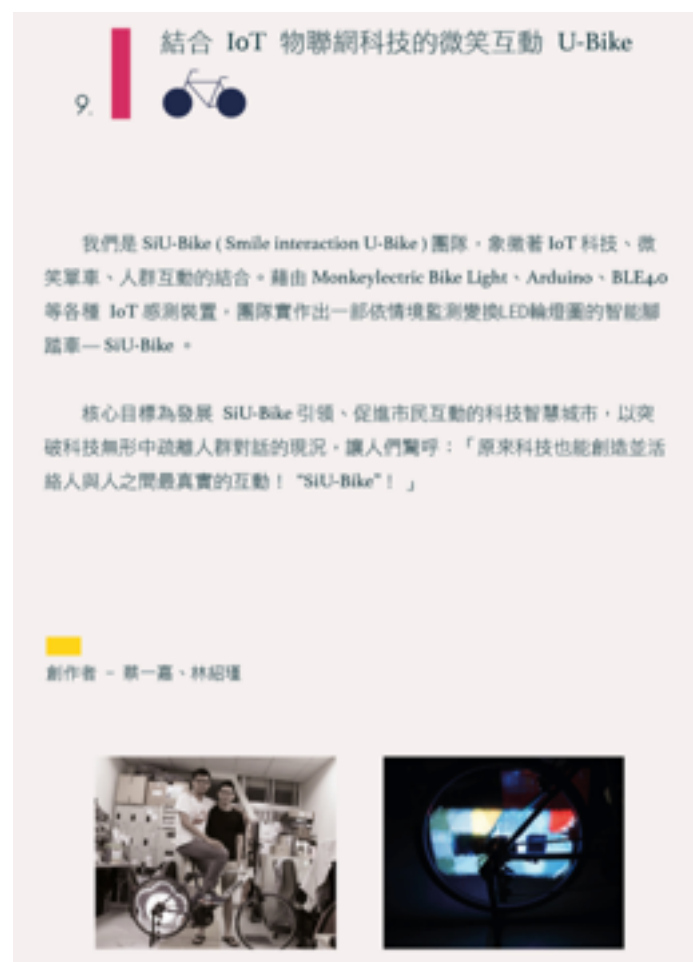 結合 IoT 物聯網科技的微笑互動 U-Bike
9.
我們是 SiU-Bike ( Smile interaction U-Bike ) 團隊，象徵著 IoT 科技、微
笑單車、人群互動的結合。藉由 Monkeylectric Bike Light、Arduino、BLE4.0
等各種 IoT 感測裝置，團隊實作出一部依情境監測變換LED輪燈圖的智能腳
踏車— SiU-Bike 。
核心目標為發展 SiU-Bike 引領、促進市民互動的科技智慧城市，以突
破科技無形中疏離人群對話的現況，讓人們驚呼：「原來科技也能創造並活
絡人與人之間最真實的互動！ “SiU-Bike”！ 」
創作者 – 蔡一嘉、林紹瑾